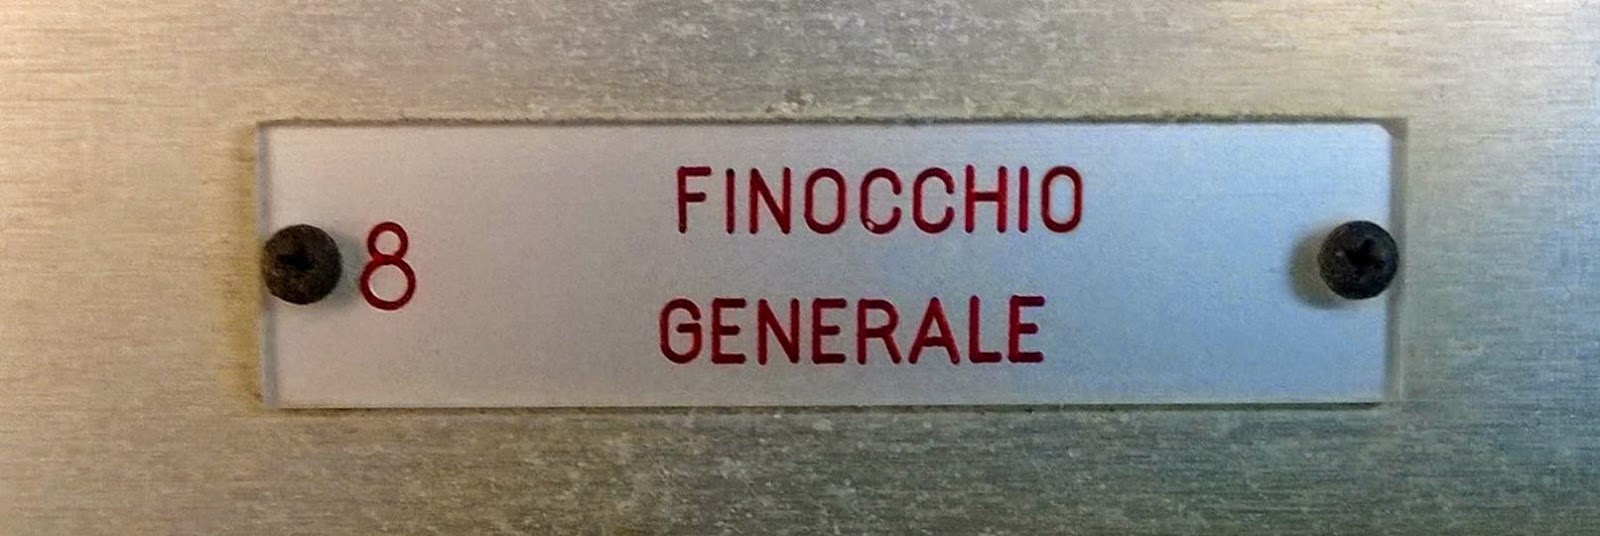 8
FINOCCHIO
GENERALE